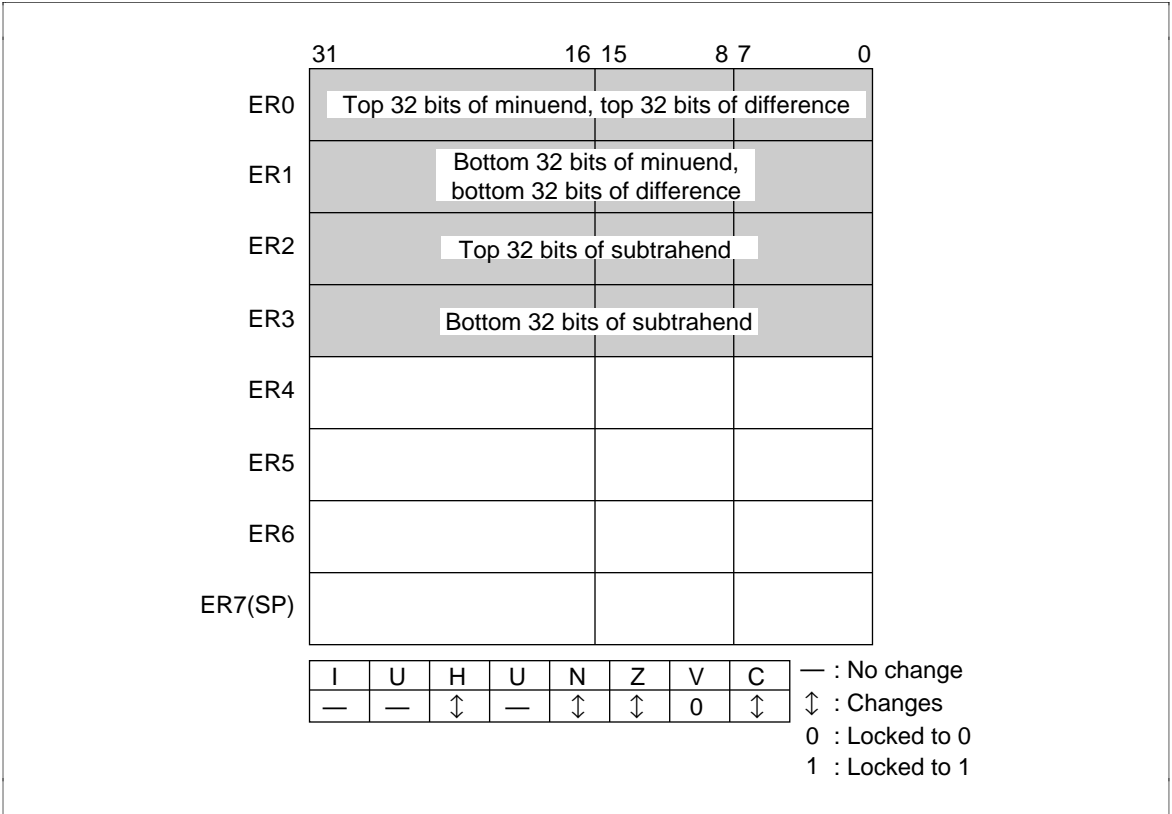 31 16 15 8 7 0
ER0 Top 32 bits of minuend, top 32 bits of difference
ER1 Bottom 32 bits of minuend,
bottom 32 bits of difference
ER2 Top 32 bits of subtrahend
ER3 Bottom 32 bits of subtrahend
ER4
ER5
ER6
ER7(SP)
I U H U N Z V C
— — ↕ — ↕ ↕ 0 ↕
— : No change
↕ : Changes
0 : Locked to 0
1 : Locked to 1